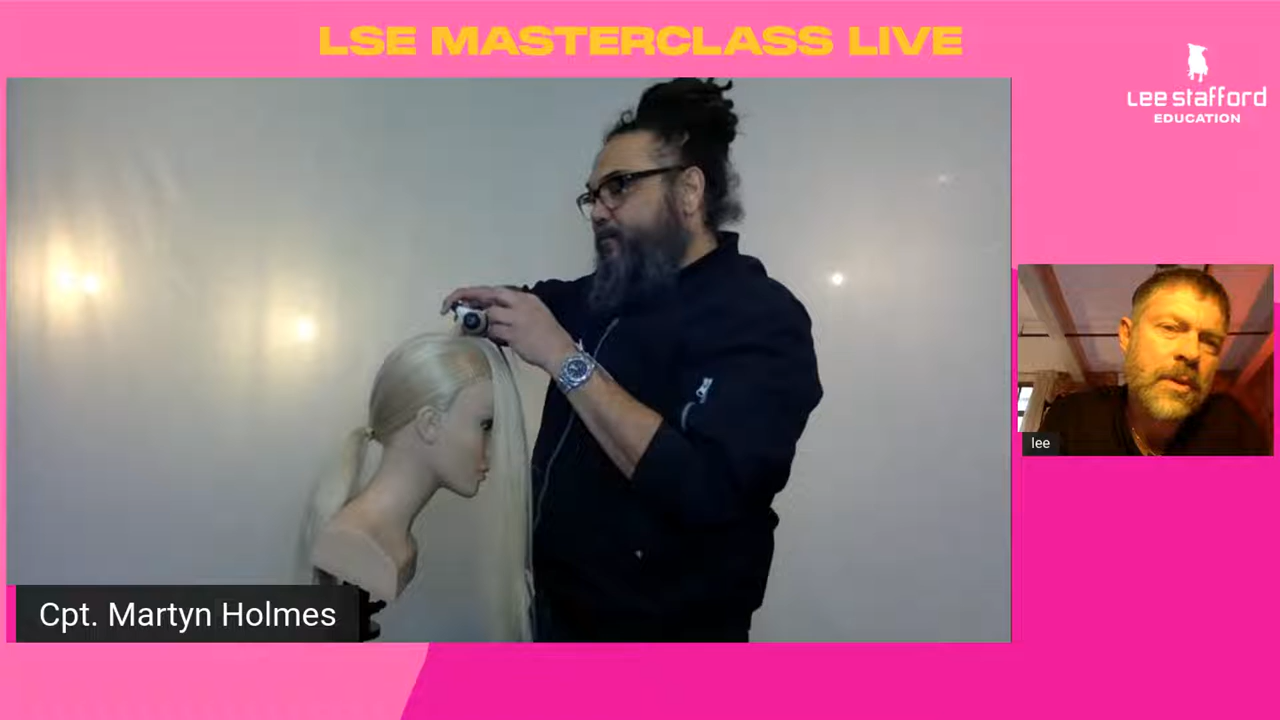 LSE MASTERCLASS LIVE
Lee stafford
EDUCATION
lee
Cpt. Martyn Holmes